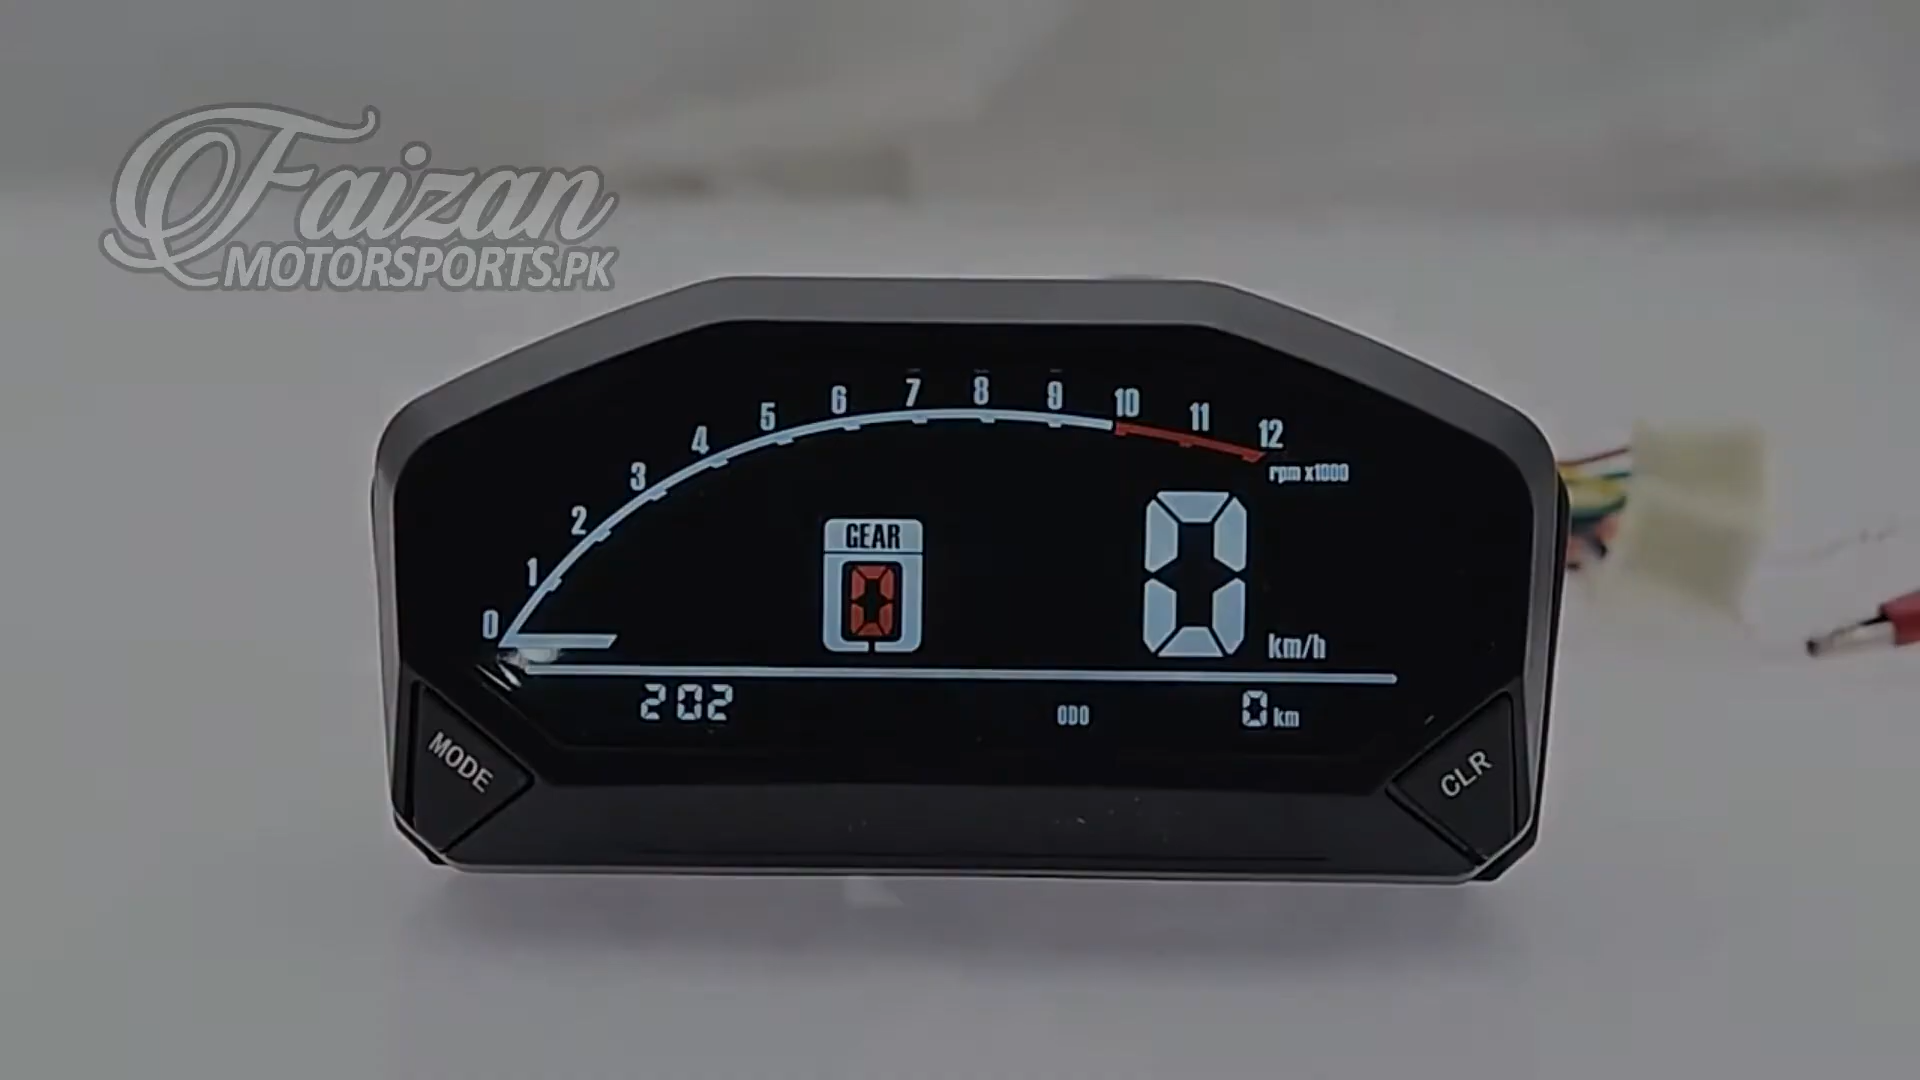 Faizan
MOTORSPORTS.PK
0 1 2 3 4 5 6 7 8 9 10 11 12
rpm x1000
GEAR
0
0 km/h
202 ODO 0 km
MODE
CLR